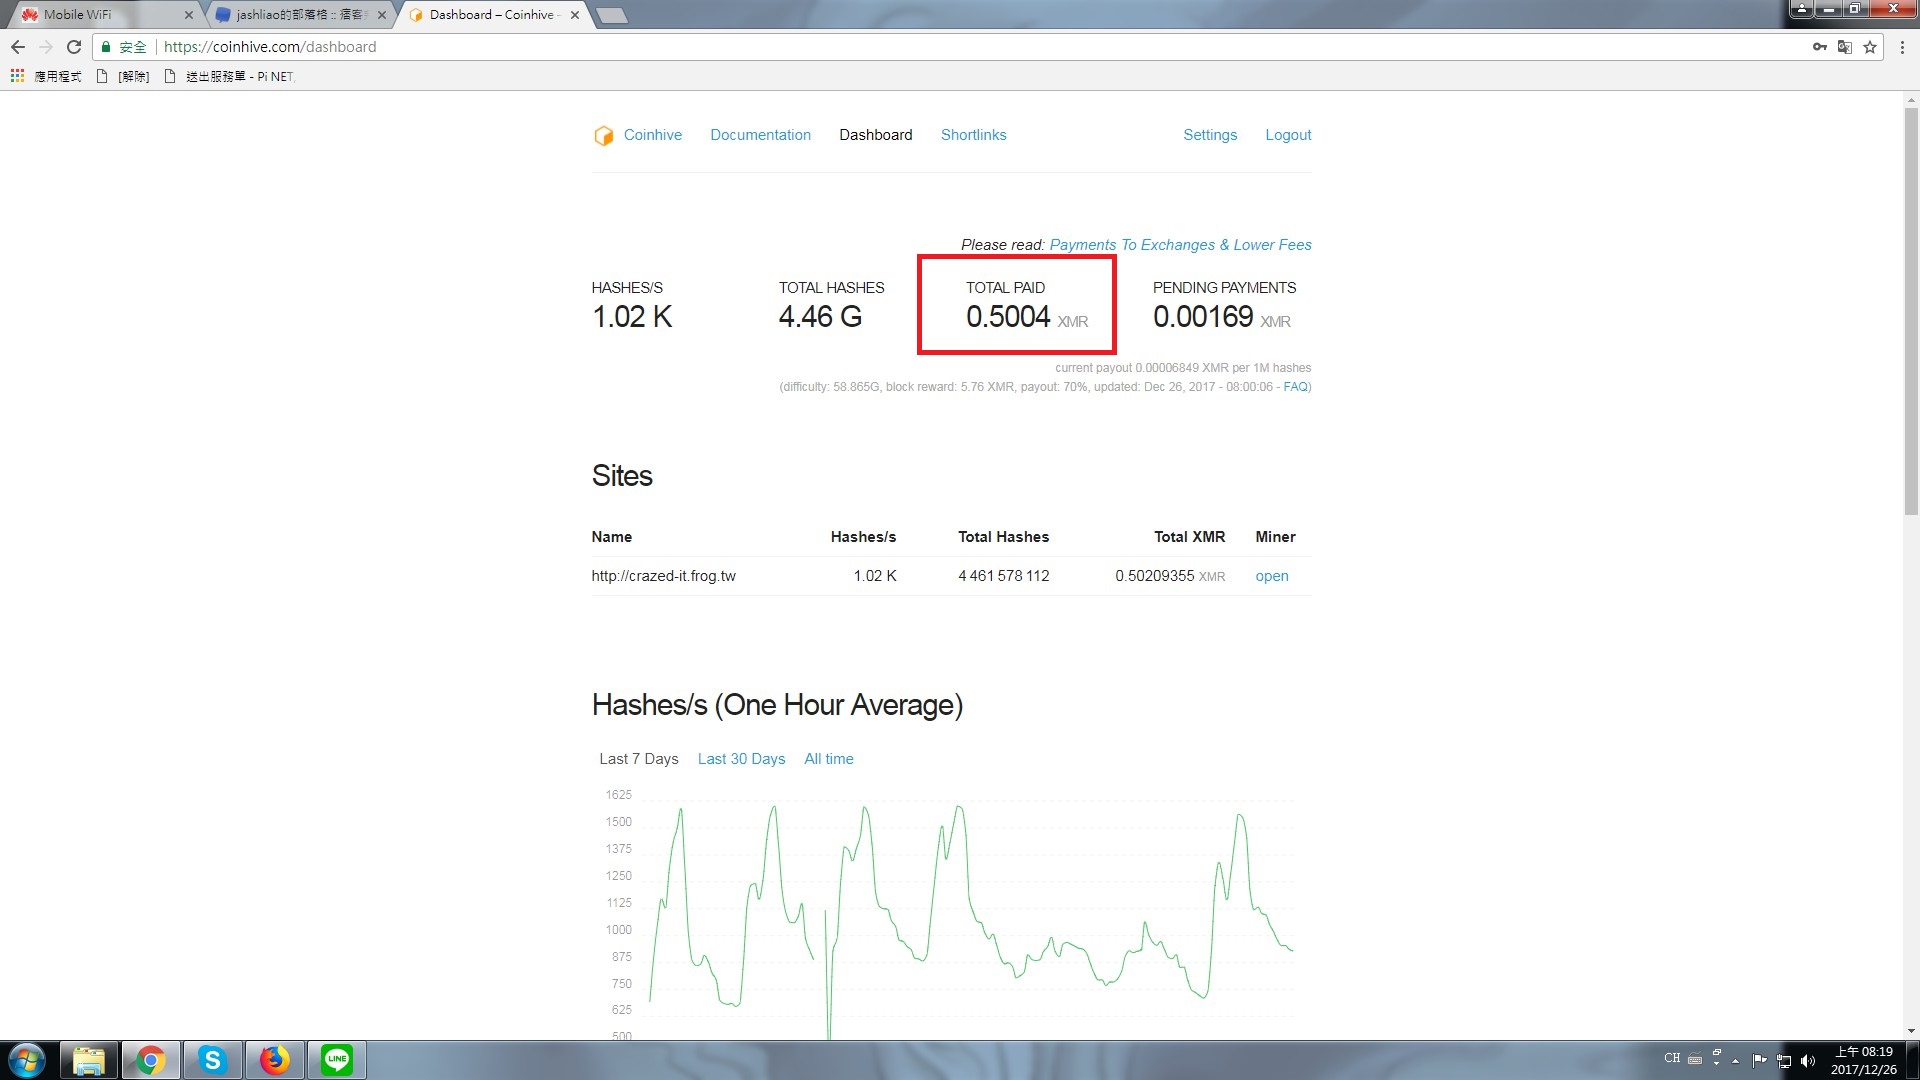 Mobile WiFi
jashliao的部落格 :: 痞客
Dashboard – Coinhive -
安全 https://coinhive.com/dashboard
應用程式 [解除] 送出服務單 - Pi NET
Coinhive Documentation Dashboard Shortlinks Settings Logout
Please read: Payments To Exchanges & Lower Fees
HASHES/S TOTAL HASHES TOTAL PAID PENDING PAYMENTS
1.02 K 4.46 G 0.5004 XMR 0.00169 XMR
current payout 0.00006849 XMR per 1M hashes
(difficulty: 58.865G, block reward: 5.76 XMR, payout: 70%, updated: Dec 26, 2017 - 08:00:06 - FAQ)
Sites
Name Hashes/s Total Hashes Total XMR Miner
http://crazed-it.frog.tw 1.02 K 4 461 578 112 0.50209355 XMR open
Hashes/s (One Hour Average)
Last 7 Days Last 30 Days All time
1625
1500
1375
1250
1125
1000
875
750
625
500
LINE
CH
上午 08:19
2017/12/26